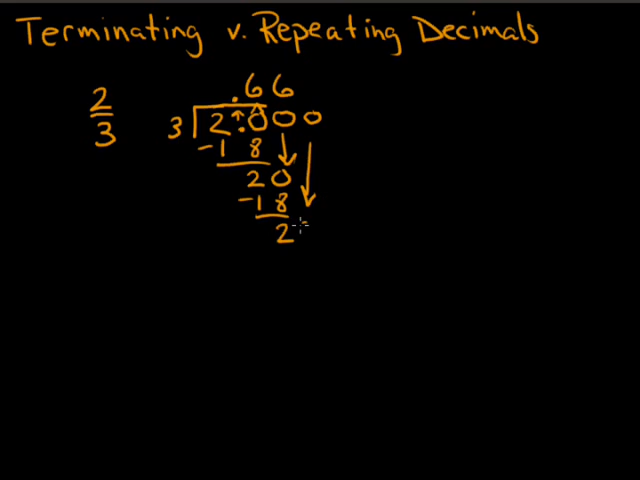 Terminating v. Repeating Decimals
.66
2/3 3 2.000
-1 8
20
-18
2